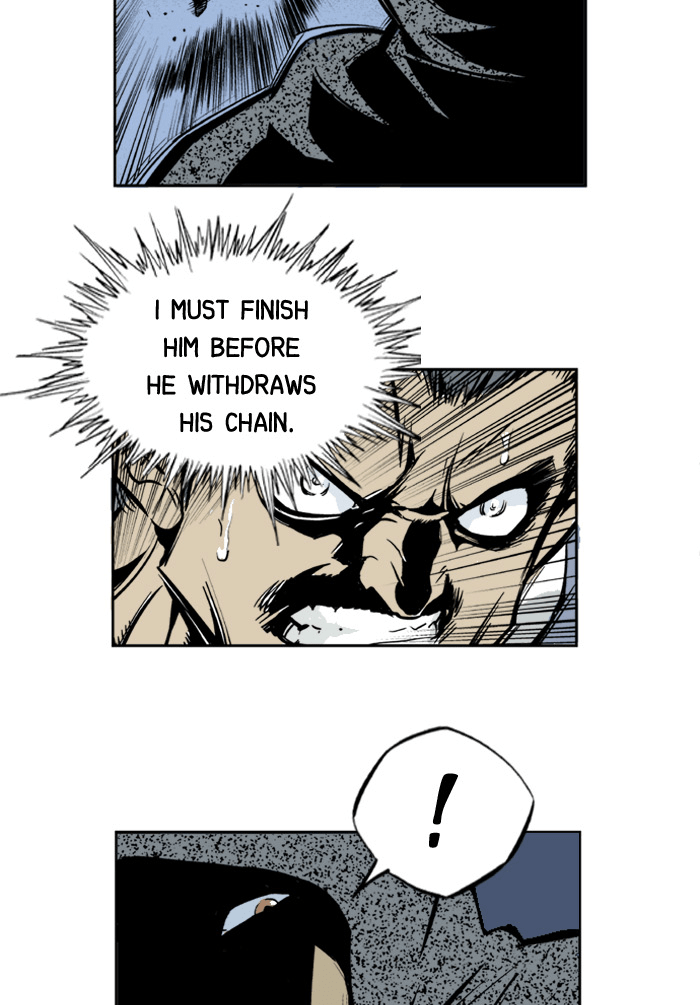 I MUST FINISH
HIM BEFORE
HE WITHDRAWS
HIS CHAIN.
!